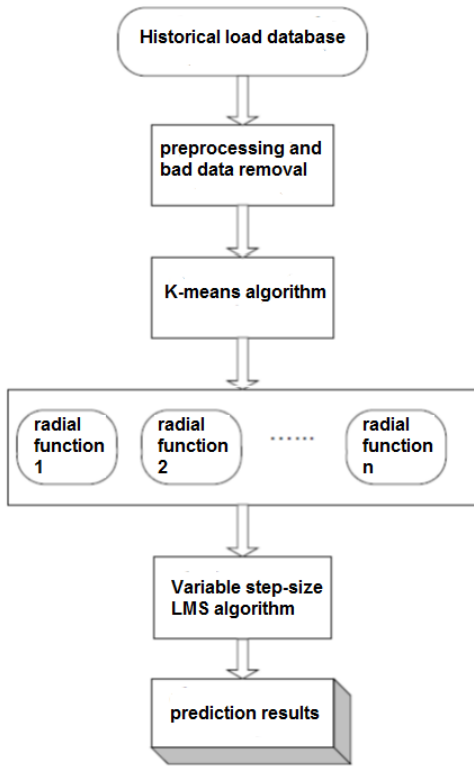 Historical load database
preprocessing and
bad data removal
K-means algorithm
radial
function
1
radial
function
2
......
radial
function
n
Variable step-size
LMS algorithm
prediction results